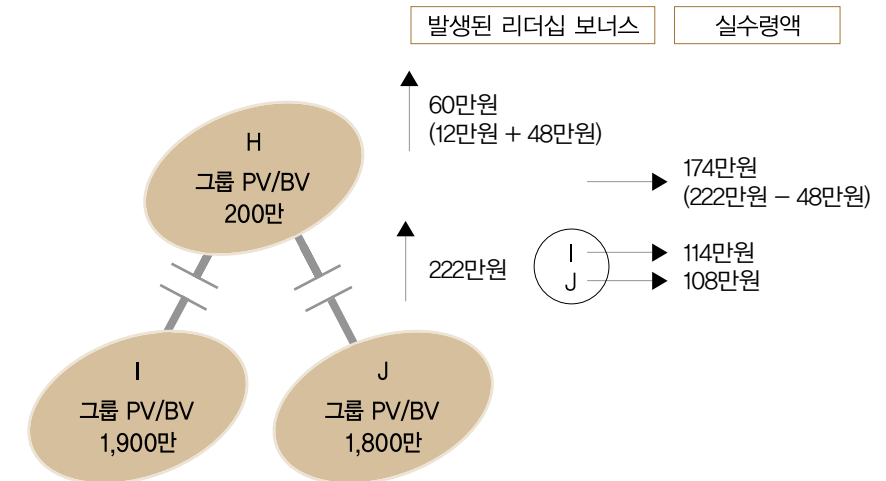 발생된 리더십 보너스
실수령액
60만원
(12만원 + 48만원)
H
그룹 PV/BV
200만
174만원
(222만원 – 48만원)
222만원
I
114만원
J
108만원
I
그룹 PV/BV
1,900만
J
그룹 PV/BV
1,800만